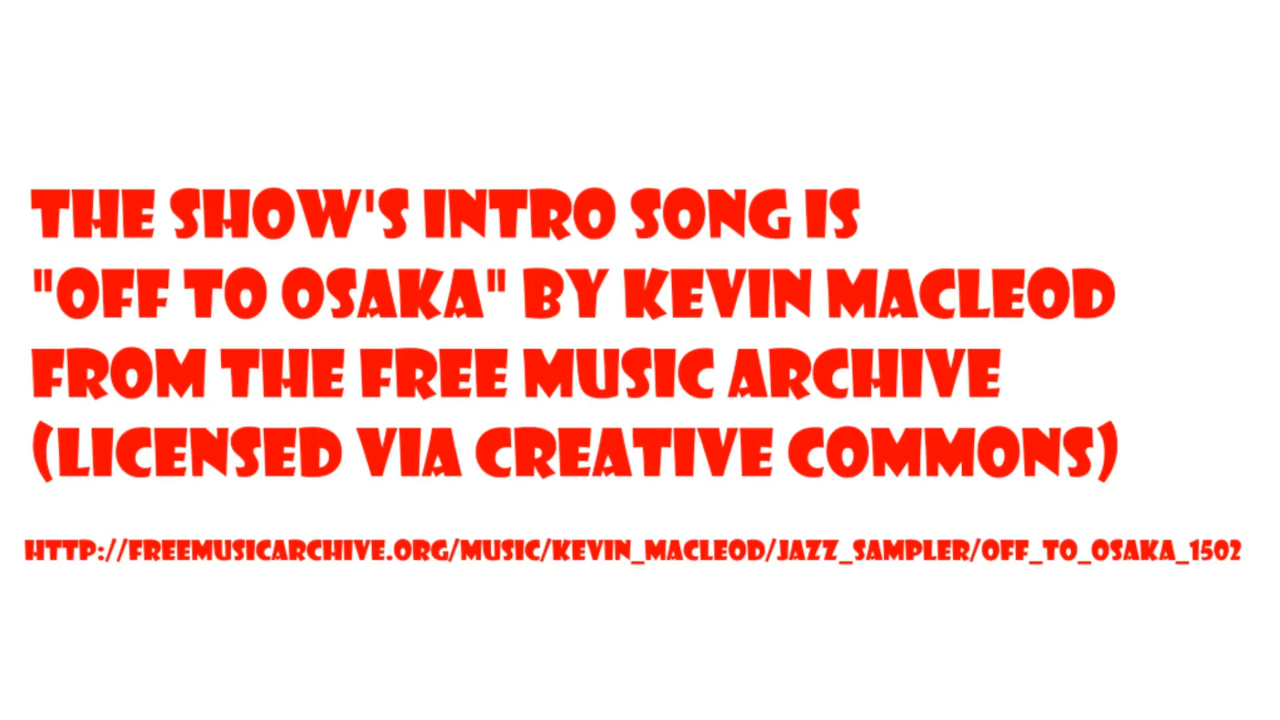 THE SHOW'S INTRO SONG IS
"OFF TO OSAKA" BY KEVIN MACLEOD
FROM THE FREE MUSIC ARCHIVE
(LICENSED VIA CREATIVE COMMONS)
HTTP://FREEMUSICARCHIVE.ORG/MUSIC/KEVIN_MACLEOD/JAZZ_SAMPLER/OFF_TO_OSAKA_1502